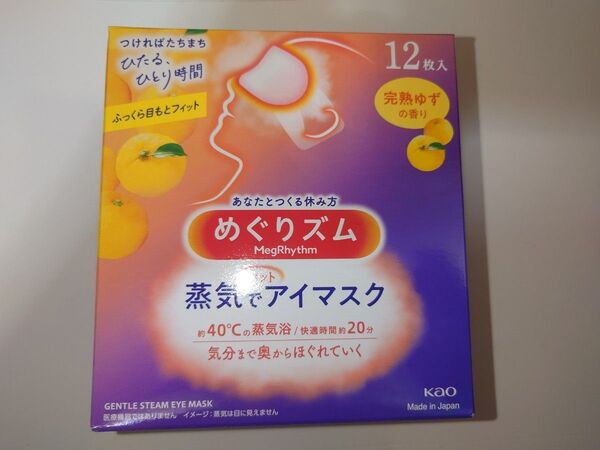 つければたちまち
ひたる、
ひとり時間
ふっくら目もとフィット
12枚入
完熟ゆず
の香り
あなたとつくる休み方
めぐりズム
MegRhythm
ット
蒸気でアイマスク
約40℃の蒸気浴/快適時間約20分
気分まで奥からほぐれていく
GENTLE STEAM EYE MASK
医療機器ではありません イメージ:蒸気は目に見えません
Kao
Made in Japan